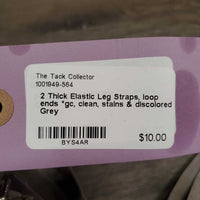 The Tack Collector
1001949-564
2 Thick Elastic Leg Straps, loop
ends *gc, clean, stains & discolored
Grey
$10.00
BYS4AR